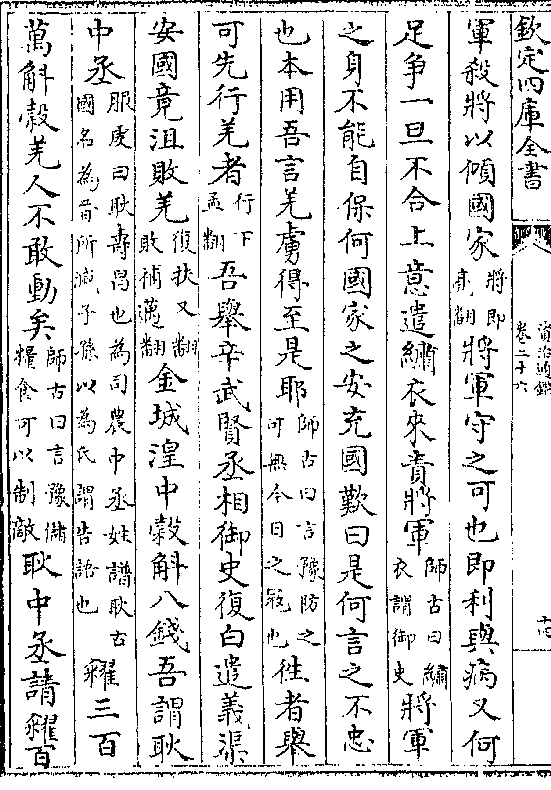 欽定四庫全書
資治通鑑
卷二十六
十四
軍殺將以傾國家將即亮翻將軍守之可也即利與病又何
足爭一旦不合上意遣繡衣來責將軍師古曰繡衣謂御史將軍
之身不能自保何國家之安充國歎曰是何言之不忠
也本用吾言羌虜得至是耶師古曰言豫防之可無今日之寇也往者舉
可先行羌者行下孟翻吾舉辛武賢丞相御史復白遣義渠
安國竟沮敗羌復扶又翻敗補邁翻金城湟中穀斛八錢吾謂耿
中丞服虔曰耿壽昌也為司農中丞姓譜耿古國名為晉所滅子孫以為氏謂告語也糴三百
萬斛穀羌人不敢動矣師古曰言豫儲糧食可以制敵耿中丞請糴百